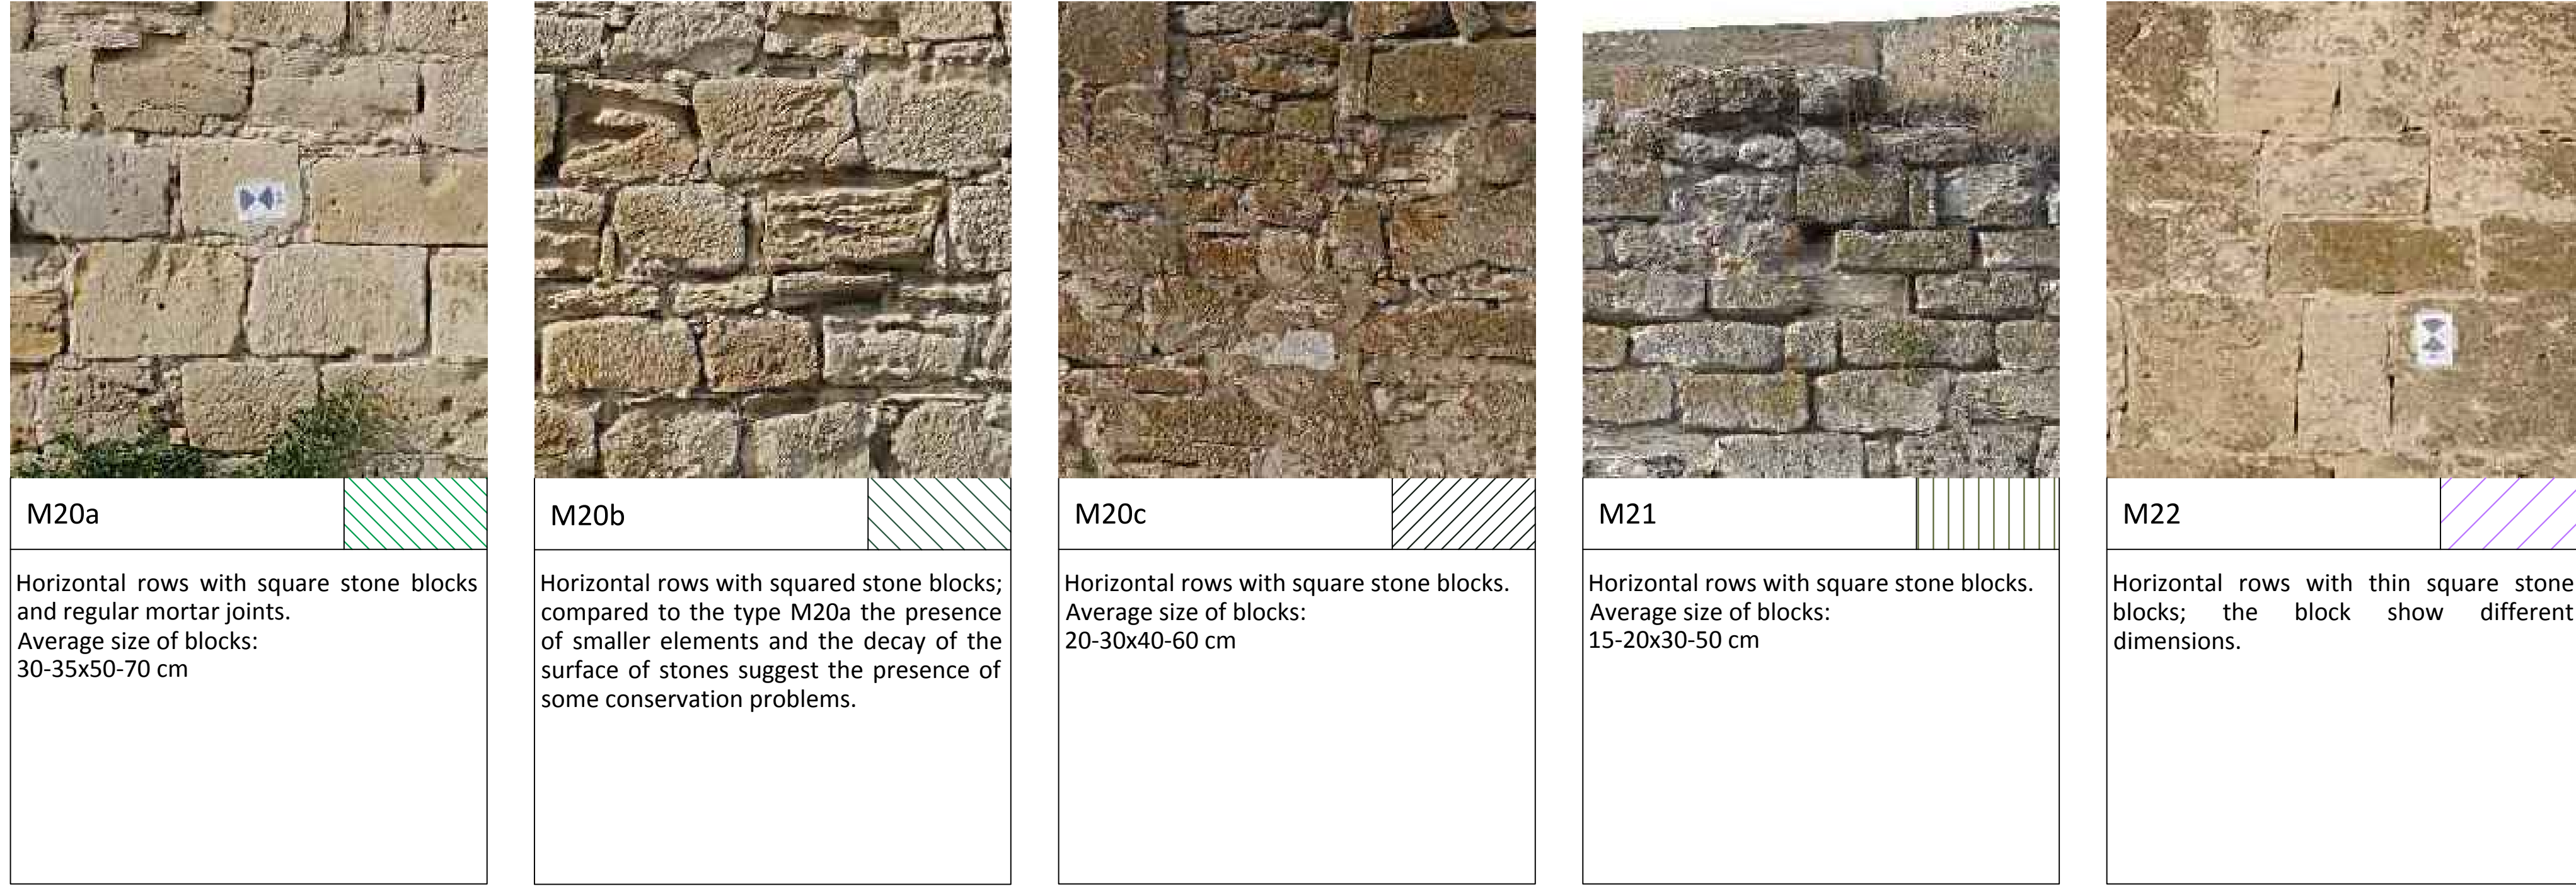 M20a
Horizontal rows with square stone blocks
and regular mortar joints.
Average size of blocks:
30-35x50-70 cm
M20b
Horizontal rows with squared stone blocks;
compared to the type M20a the presence
of smaller elements and the decay of the
surface of stones suggest the presence of
some conservation problems.
M20c
Horizontal rows with square stone blocks.
Average size of blocks:
20-30x40-60 cm
M21
Horizontal rows with square stone blocks.
Average size of blocks:
15-20x30-50 cm
M22
Horizontal rows with thin square stone
blocks; the block show different
dimensions.